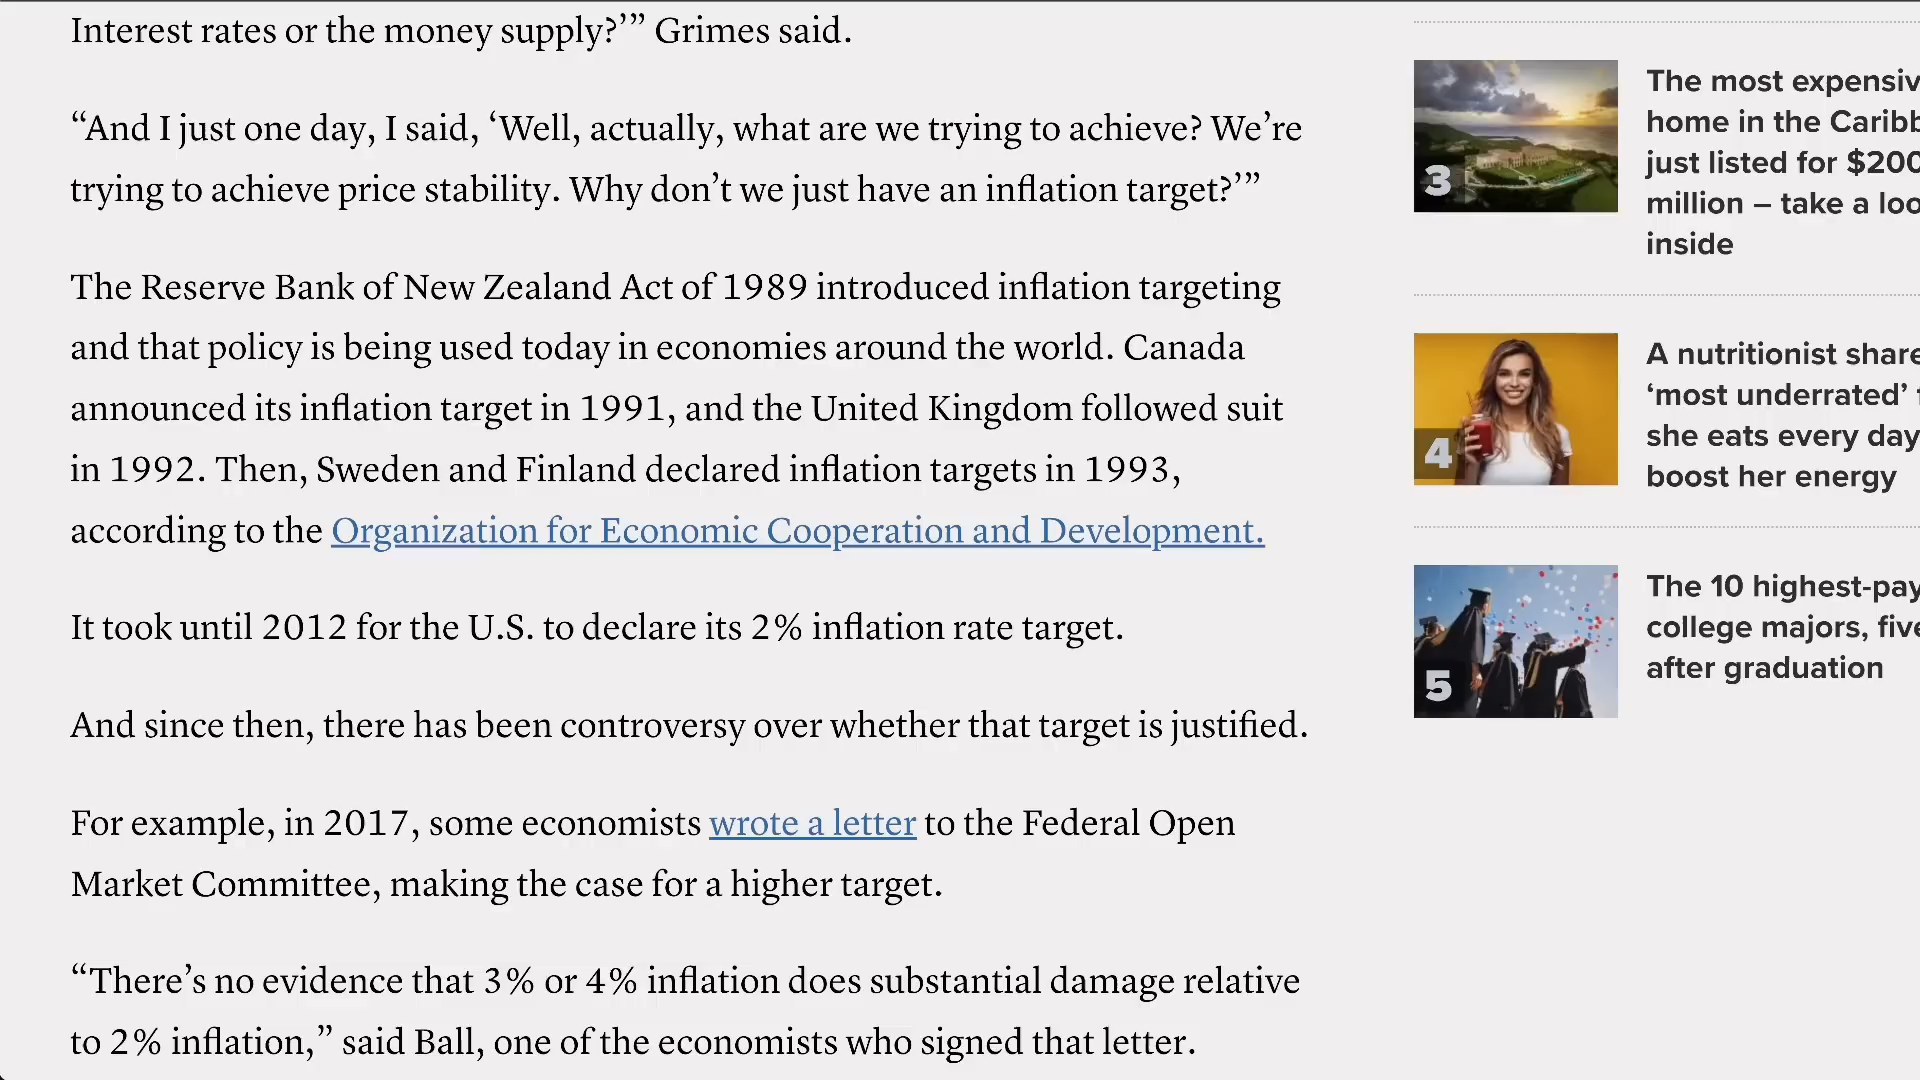 Interest rates or the money supply?’” Grimes said.
“And I just one day, I said, ‘Well, actually, what are we trying to achieve? We’re
trying to achieve price stability. Why don’t we just have an inflation target?’”
The Reserve Bank of New Zealand Act of 1989 introduced inflation targeting
and that policy is being used today in economies around the world. Canada
announced its inflation target in 1991, and the United Kingdom followed suit
in 1992. Then, Sweden and Finland declared inflation targets in 1993,
according to the Organization for Economic Cooperation and Development.
It took until 2012 for the U.S. to declare its 2% inflation rate target.
And since then, there has been controversy over whether that target is justified.
For example, in 2017, some economists wrote a letter to the Federal Open
Market Committee, making the case for a higher target.
“There’s no evidence that 3% or 4% inflation does substantial damage relative
to 2% inflation,” said Ball, one of the economists who signed that letter.
3
The most expensiv
home in the Caribb
just listed for $200
million – take a loo
inside
4
A nutritionist share
‘most underrated’
she eats every day
boost her energy
5
The 10 highest-pay
college majors, five
after graduation